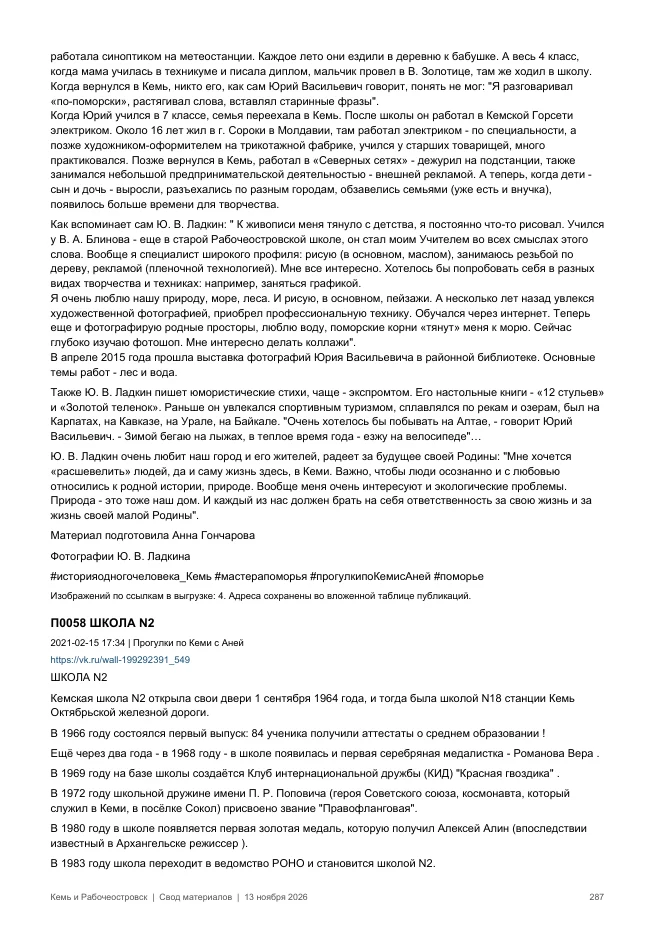 работала синоптиком на метеостанции. Каждое лето они ездили в деревню к бабушке. А весь 4 класс,
когда мама училась в техникуме и писала диплом, мальчик провел в В. Золотице, там же ходил в школу.
Когда вернулся в Кемь, никто его, как сам Юрий Васильевич говорит, понять не мог: "Я разговаривал
«по-поморски», растягивал слова, вставлял старинные фразы".
Когда Юрий учился в 7 классе, семья переехала в Кемь. После школы он работал в Кемской Горсети
электриком. Около 16 лет жил в г. Сороки в Молдавии, там работал электриком - по специальности, а
позже художником-оформителем на трикотажной фабрике, учился у старших товарищей, много
практиковался. Позже вернулся в Кемь, работал в «Северных сетях» - дежурил на подстанции, также
занимался небольшой предпринимательской деятельностью - внешней рекламой. А теперь, когда дети -
сын и дочь - выросли, разъехались по разным городам, обзавелись семьями (уже есть и внучка),
появилось больше времени для творчества.
Как вспоминает сам Ю. В. Ладкин: " К живописи меня тянуло с детства, я постоянно что-то рисовал. Учился
у В. А. Блинова - еще в старой Рабочеостровской школе, он стал моим Учителем во всех смыслах этого
слова. Вообще я специалист широкого профиля: рисую (в основном, маслом), занимаюсь резьбой по
дереву, рекламой (пленочной технологией). Мне все интересно. Хотелось бы попробовать себя в разных
видах творчества и техниках: например, заняться графикой.
Я очень люблю нашу природу, море, леса. И рисую, в основном, пейзажи. А несколько лет назад увлекся
художественной фотографией, приобрел профессиональную технику. Обучался через интернет. Теперь
еще и фотографирую родные просторы, люблю воду, поморские корни «тянут» меня к морю. Сейчас
глубоко изучаю фотошоп. Мне интересно делать коллажи".
В апреле 2015 года прошла выставка фотографий Юрия Васильевича в районной библиотеке. Основные
темы работ - лес и вода.
Также Ю. В. Ладкин пишет юмористические стихи, чаще - экспромтом. Его настольные книги - «12 стульев»
и «Золотой теленок». Раньше он увлекался спортивным туризмом, сплавлялся по рекам и озерам, был на
Карпатах, на Кавказе, на Урале, на Байкале. "Очень хотелось бы побывать на Алтае, - говорит Юрий
Васильевич. - Зимой бегаю на лыжах, в теплое время года - езжу на велосипеде"…
Ю. В. Ладкин очень любит наш город и его жителей, радеет за будущее своей Родины: "Мне хочется
«расшевелить» людей, да и саму жизнь здесь, в Кеми. Важно, чтобы люди осознанно и с любовью
относились к родной истории, природе. Вообще меня очень интересуют и экологические проблемы.
Природа - это тоже наш дом. И каждый из нас должен брать на себя ответственность за свою жизнь и за
жизнь своей малой Родины".
Материал подготовила Анна Гончарова
Фотографии Ю. В. Ладкина
#историяодногочеловека_Кемь #мастерапоморья #прогулкипоКемисАней #поморье
Изображений по ссылкам в выгрузке: 4. Адреса сохранены во вложенной таблице публикаций.
П0058 ШКОЛА N2
2021-02-15 17:34 | Прогулки по Кеми с Аней
https://vk.ru/wall-199292391_549
ШКОЛА N2
Кемская школа N2 открыла свои двери 1 сентября 1964 года, и тогда была школой N18 станции Кемь
Октябрьской железной дороги.
В 1966 году состоялся первый выпуск: 84 ученика получили аттестаты о среднем образовании !
Ещё через два года - в 1968 году - в школе появилась и первая серебряная медалистка - Романова Вера .
В 1969 году на базе школы создаётся Клуб интернациональной дружбы (КИД) "Красная гвоздика" .
В 1972 году школьной дружине имени П. Р. Поповича (героя Советского союза, космонавта, который
служил в Кеми, в посёлке Сокол) присвоено звание "Правофланговая".
В 1980 году в школе появляется первая золотая медаль, которую получил Алексей Алин (впоследствии
известный в Архангельске режиссер ).
В 1983 году школа переходит в ведомство РОНО и становится школой N2.
Кемь и Рабочеостровск | Свод материалов | 13 ноября 2026
287